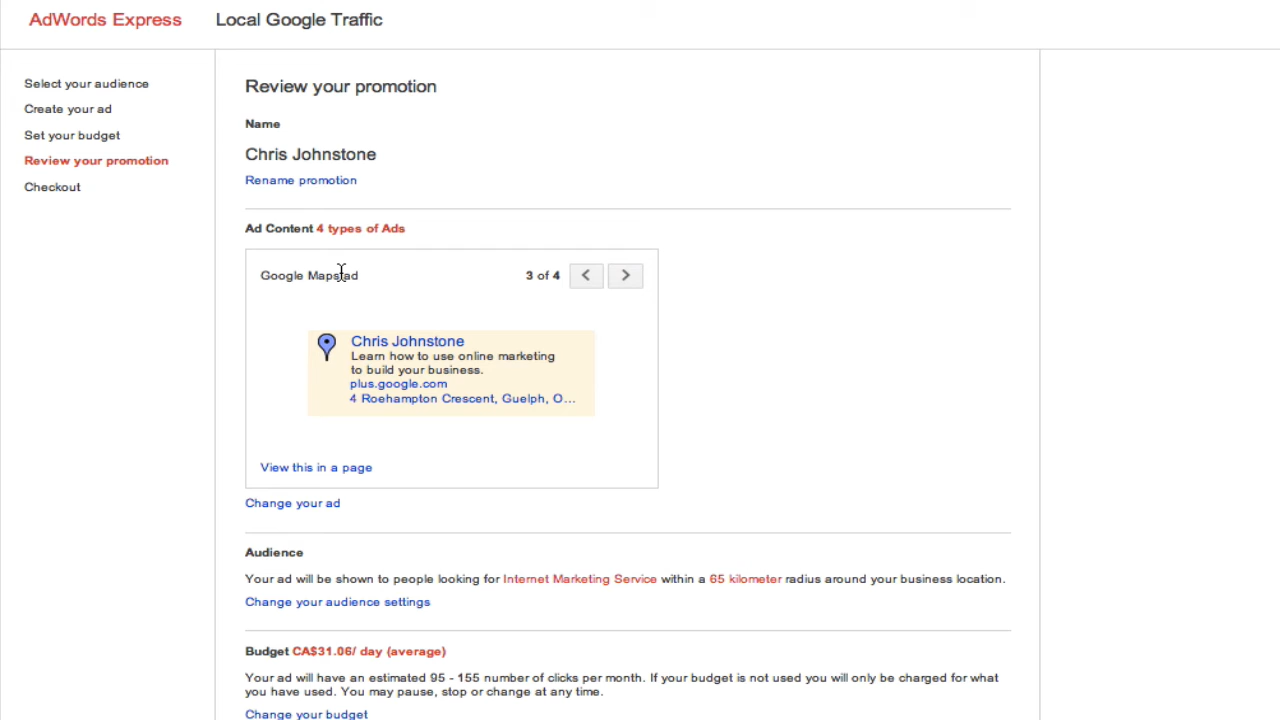 AdWords Express
Local Google Traffic
Select your audience
Create your ad
Set your budget
Review your promotion
Checkout
Review your promotion
Name
Chris Johnstone
Rename promotion
Ad Content 4 types of Ads
Google Maps ad
3 of 4
Chris Johnstone
Learn how to use online marketing
to build your business.
plus.google.com
4 Roehampton Crescent, Guelph, O...
View this in a page
Change your ad
Audience
Your ad will be shown to people looking for Internet Marketing Service within a 65 kilometer radius around your business location.
Change your audience settings
Budget CA$31.06/ day (average)
Your ad will have an estimated 95 - 155 number of clicks per month. If your budget is not used you will only be charged for what
you have used. You may pause, stop or change at any time.
Change your budget